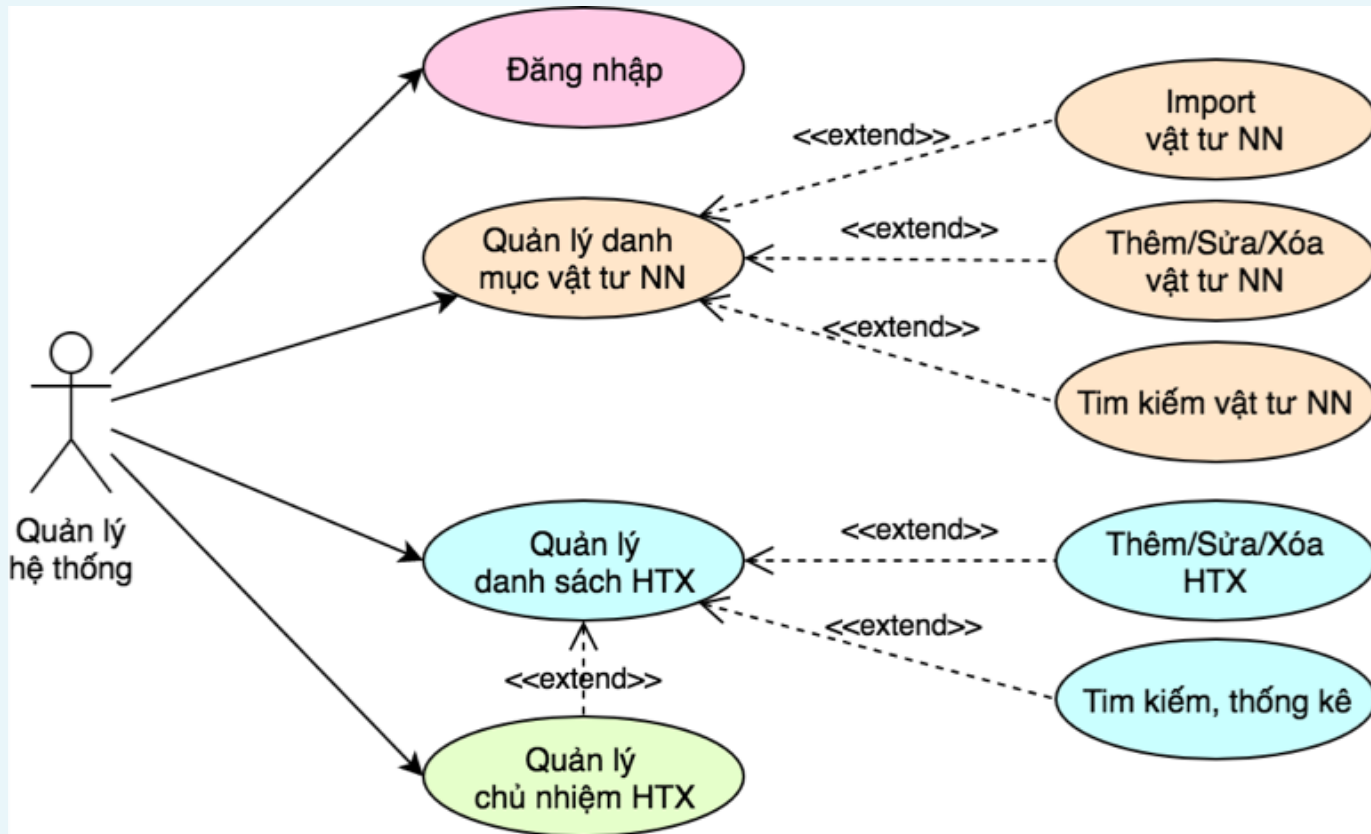 Đăng nhập
Import
vật tư NN
<<extend>>
Quản lý danh
mục vật tư NN
<<extend>>
Thêm/Sửa/Xóa
vật tư NN
<<extend>>
Tim kiếm vật tư NN
Quản lý
hệ thống
Quản lý
danh sách HTX
<<extend>>
Thêm/Sửa/Xóa
HTX
<<extend>>
Tim kiếm, thống kê
<<extend>>
Quản lý
chủ nhiệm HTX